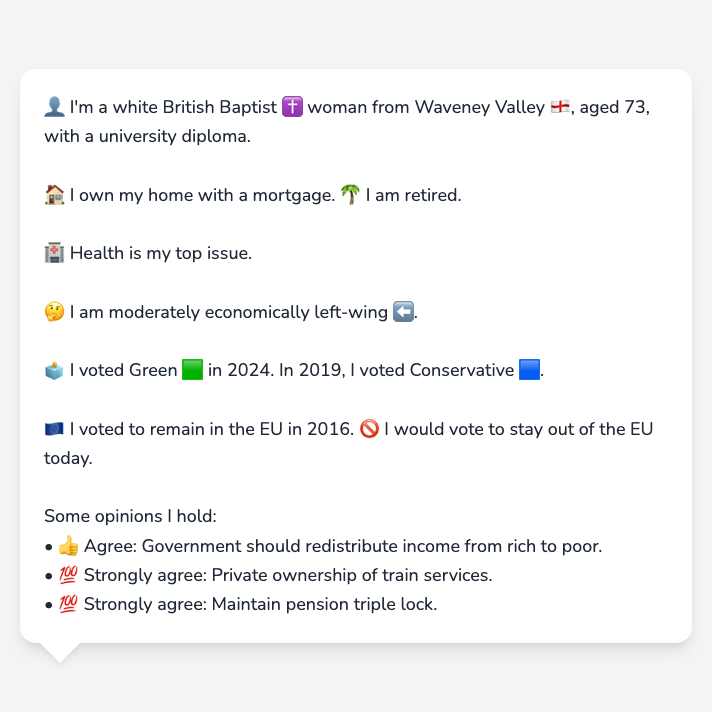 👤 I'm a white British Baptist ✝️ woman from Waveney Valley 🏴󠁧󠁢󠁥󠁮󠁧󠁿, aged 73,
with a university diploma.
🏠 I own my home with a mortgage. 🌴 I am retired.
🏥 Health is my top issue.
🤔 I am moderately economically left-wing ⬅️.
🗳️ I voted Green 🟩 in 2024. In 2019, I voted Conservative 🟦.
🇪🇺 I voted to remain in the EU in 2016. 🚫 I would vote to stay out of the EU
today.
Some opinions I hold:
• 👍 Agree: Government should redistribute income from rich to poor.
• 💯 Strongly agree: Private ownership of train services.
• 💯 Strongly agree: Maintain pension triple lock.